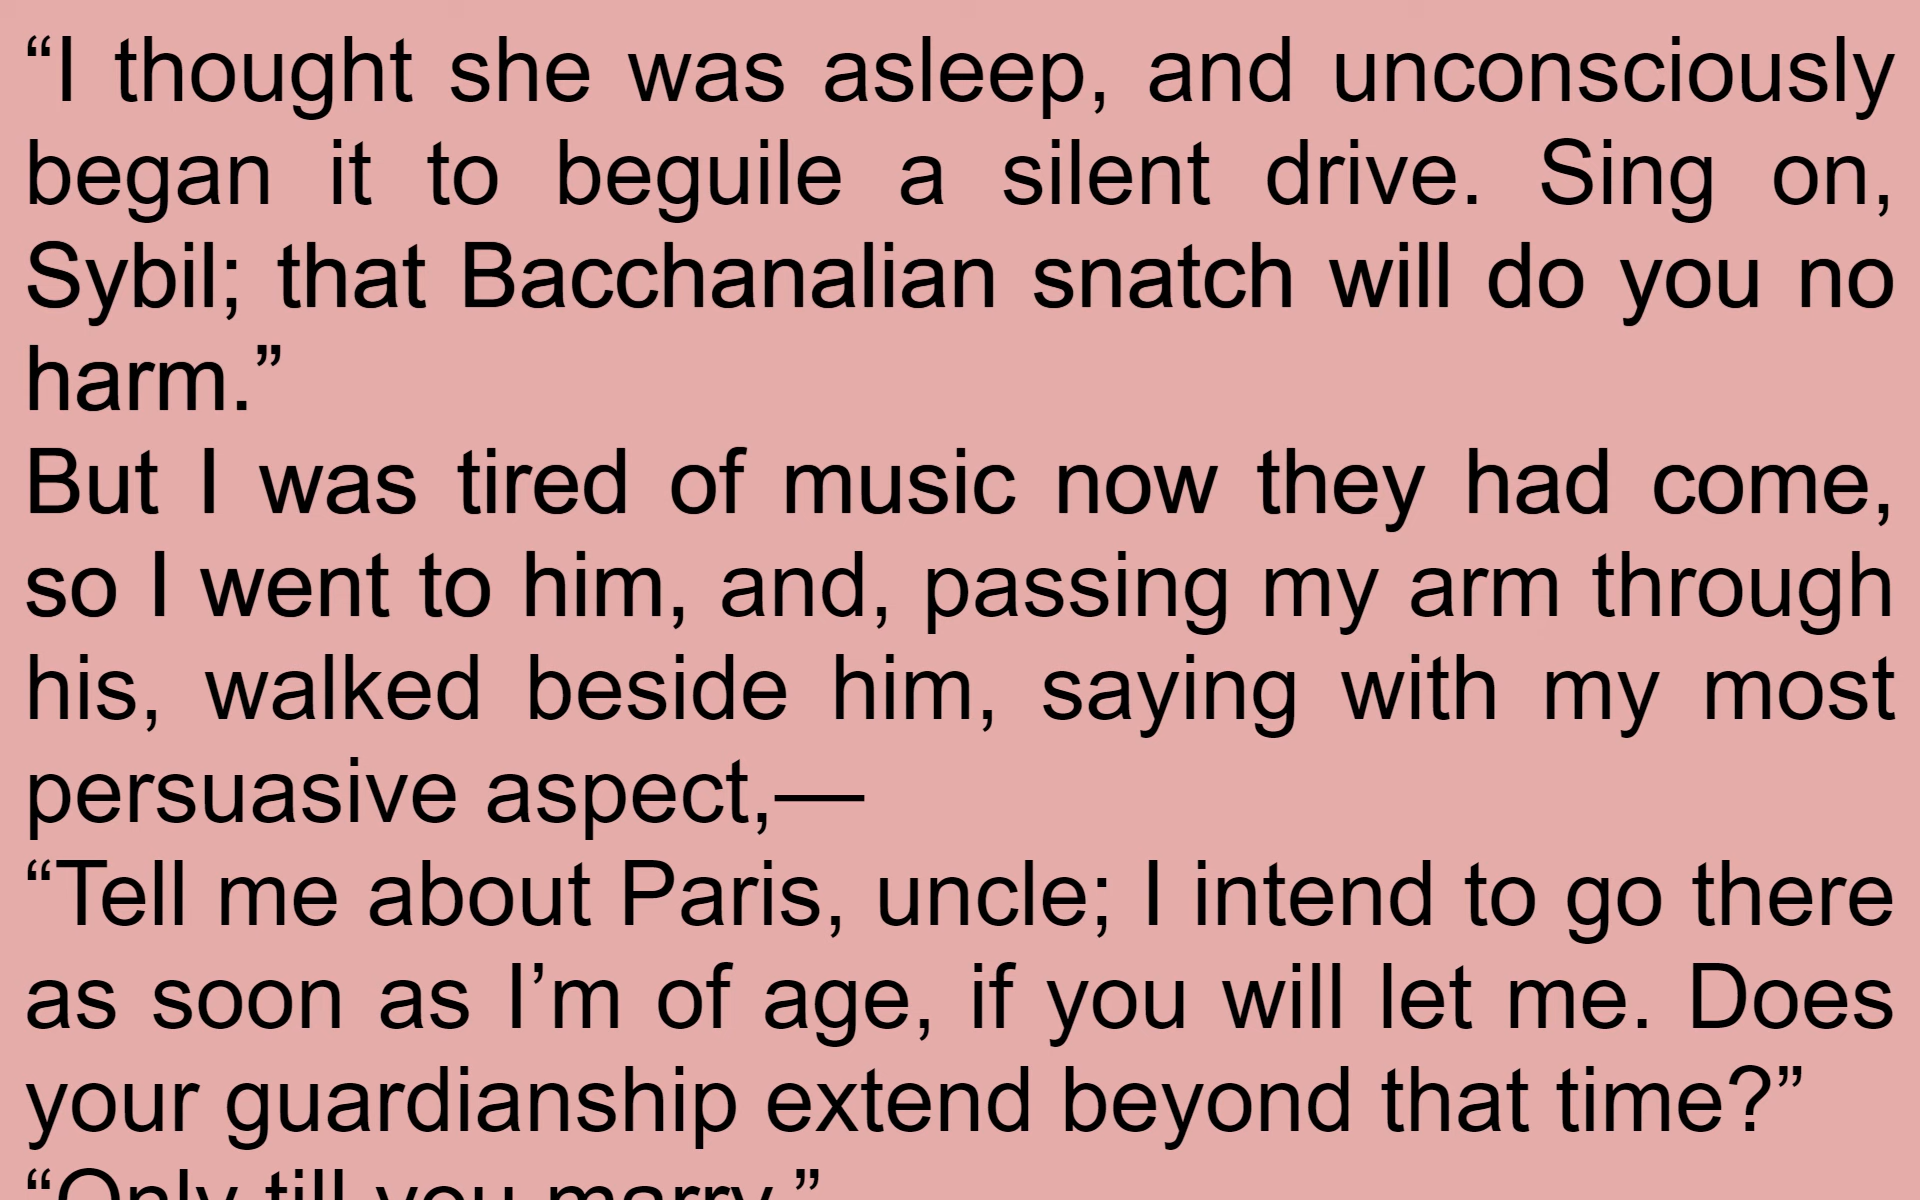 “I thought she was asleep, and unconsciously
began it to beguile a silent drive. Sing on,
Sybil; that Bacchanalian snatch will do you no
harm.”
But I was tired of music now they had come,
so I went to him, and, passing my arm through
his, walked beside him, saying with my most
persuasive aspect,—
“Tell me about Paris, uncle; I intend to go there
as soon as I’m of age, if you will let me. Does
your guardianship extend beyond that time?”
“Only till you marry.”